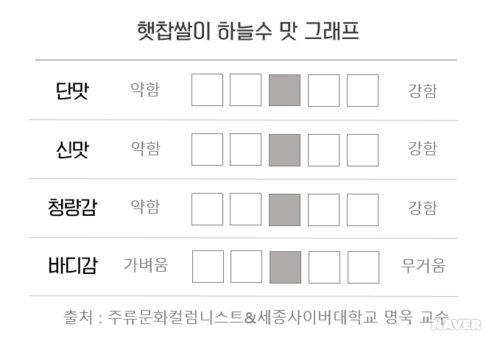 햇찹쌀이 하늘수 맛 그래프
단맛 약함 강함
신맛 약함 강함
청량감 약함 강함
바디감 가벼움 무거움
출처 : 주류문화컬럼니스트&세종사이버대학교 명욱 교수
NAVER